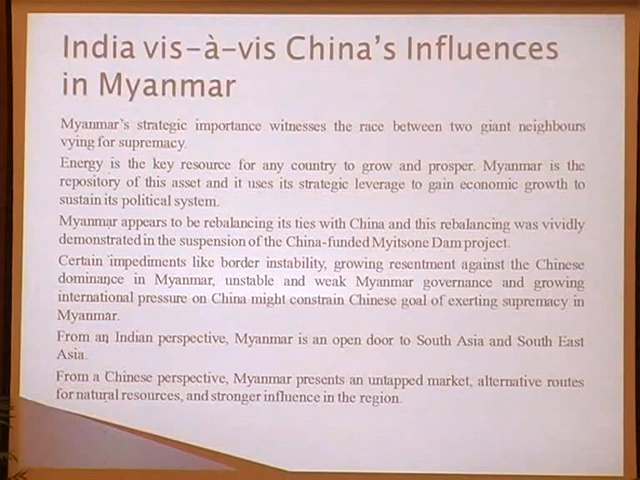 India vis-à-vis China's Influences
in Myanmar
Myanmar's strategic importance witnesses the race between two giant neighbours
vying for supremacy.
Energy is the key resource for any country to grow and prosper. Myanmar is the
repository of this asset and it uses its strategic leverage to gain economic growth to
sustain its political system.
Myanmar appears to be rebalancing its ties with China and this rebalancing was vividly
demonstrated in the suspension of the China-funded Myitsone Dam project.
Certain impediments like border instability, growing resentment against the Chinese
dominance in Myanmar, unstable and weak Myanmar governance and growing
international pressure on China might constrain Chinese goal of exerting supremacy in
Myanmar.
From an Indian perspective, Myanmar is an open door to South Asia and South East
Asia.
From a Chinese perspective, Myanmar presents an untapped market, alternative routes
for natural resources, and stronger influence in the region.